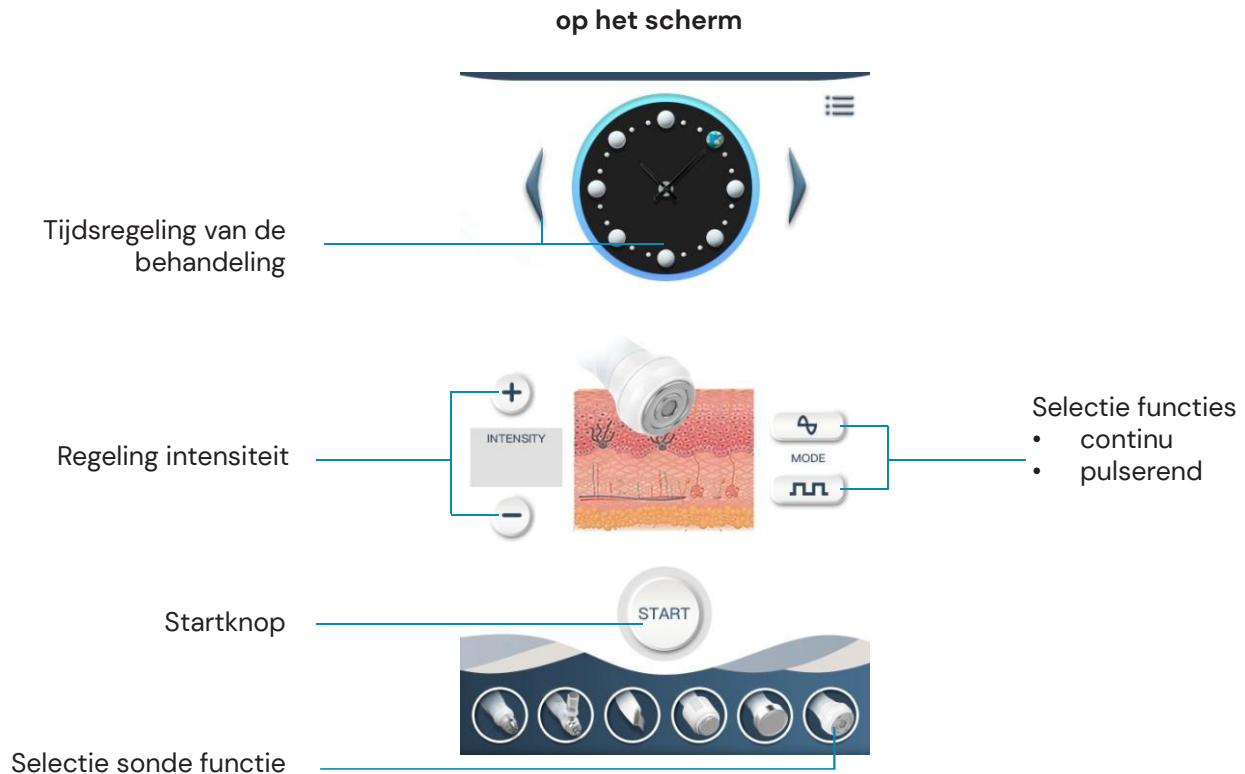 op het scherm
Tijdsregeling van de
behandeling
Regeling intensiteit
INTENSITY
MODE
Selectie functies
• continu
• pulserend
Startknop
START
Selectie sonde functie